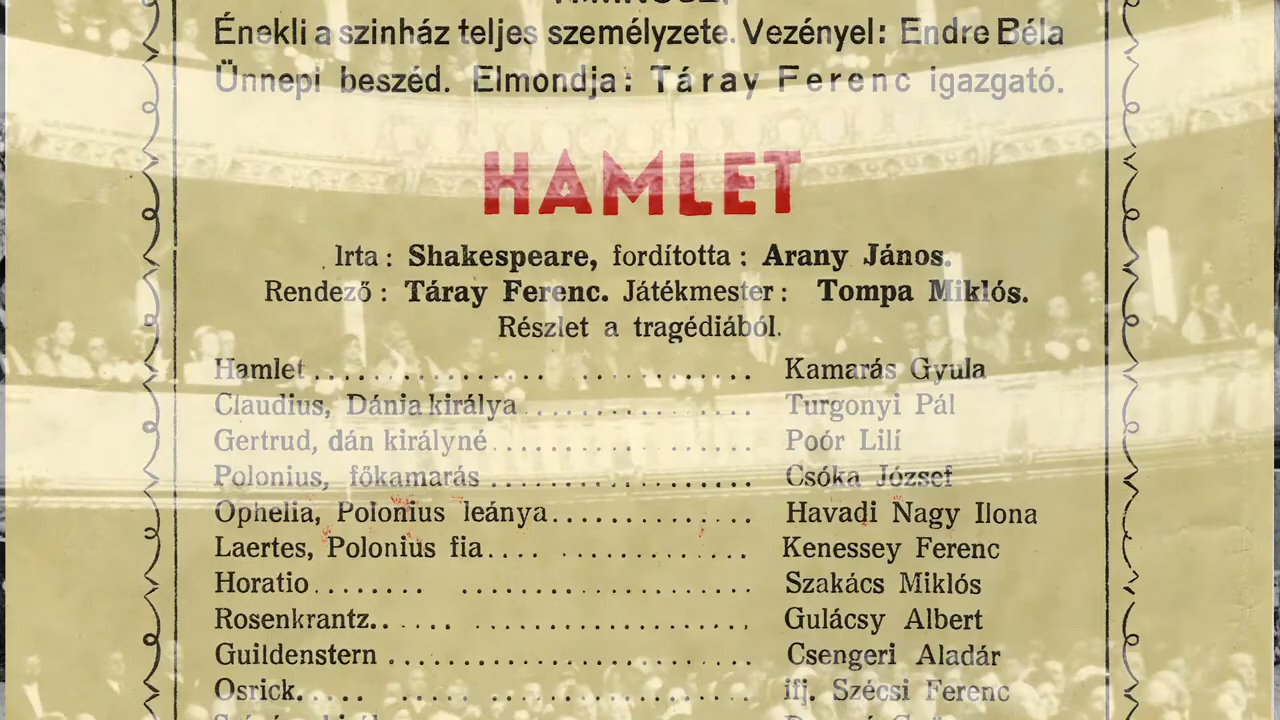 Énekli a szinház teljes személyzete. Vezényel: Endre Béla
Ünnepi beszéd. Elmondja: Táray Ferenc igazgató.
HAMLET
Irta: Shakespeare, fordította: Arany János.
Rendező: Táray Ferenc. Játékmester: Tompa Miklós.
Részlet a tragédiából.
Hamlet .......................... Kamarás Gyula
Claudius, Dánia királya .................. Turgonyi Pál
Gertrud, dán királyné .................... Poór Lili
Polonius, főkamarás .................... Csóka József
Ophelia, Polonius leánya ............... Havadi Nagy Ilona
Laertes, Polonius fia .................... Kenessey Ferenc
Horatio .......................... Szakács Miklós
Rosenkrantz .......................... Gulácsy Albert
Guildenstern .......................... Csengeri Aladár
Osrick .......................... ifj. Szécsi Ferenc